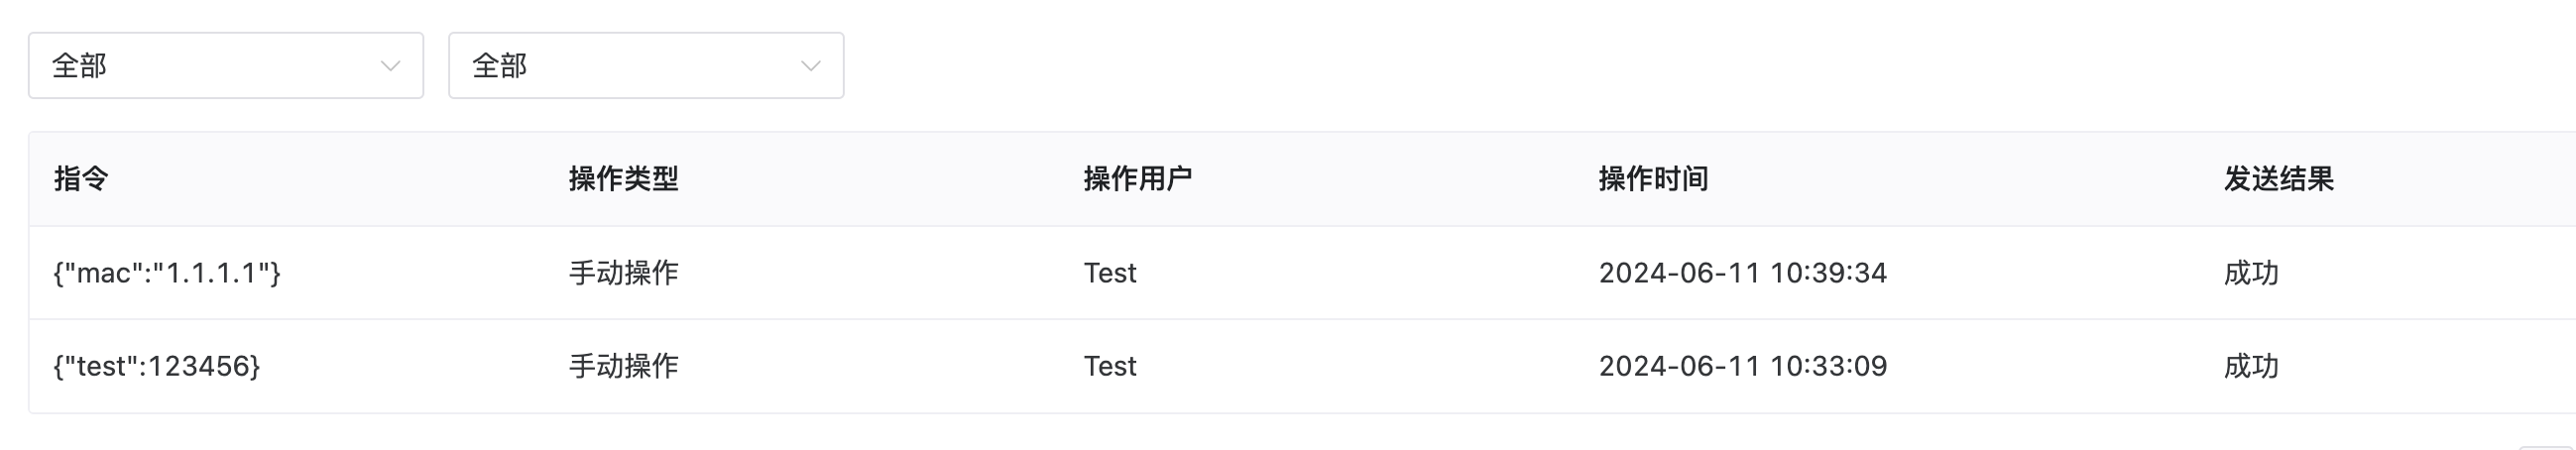 全部 全部
指令 操作类型 操作用户 操作时间 发送结果
{"mac":"1.1.1.1"} 手动操作 Test 2024-06-11 10:39:34 成功
{"test":123456} 手动操作 Test 2024-06-11 10:33:09 成功